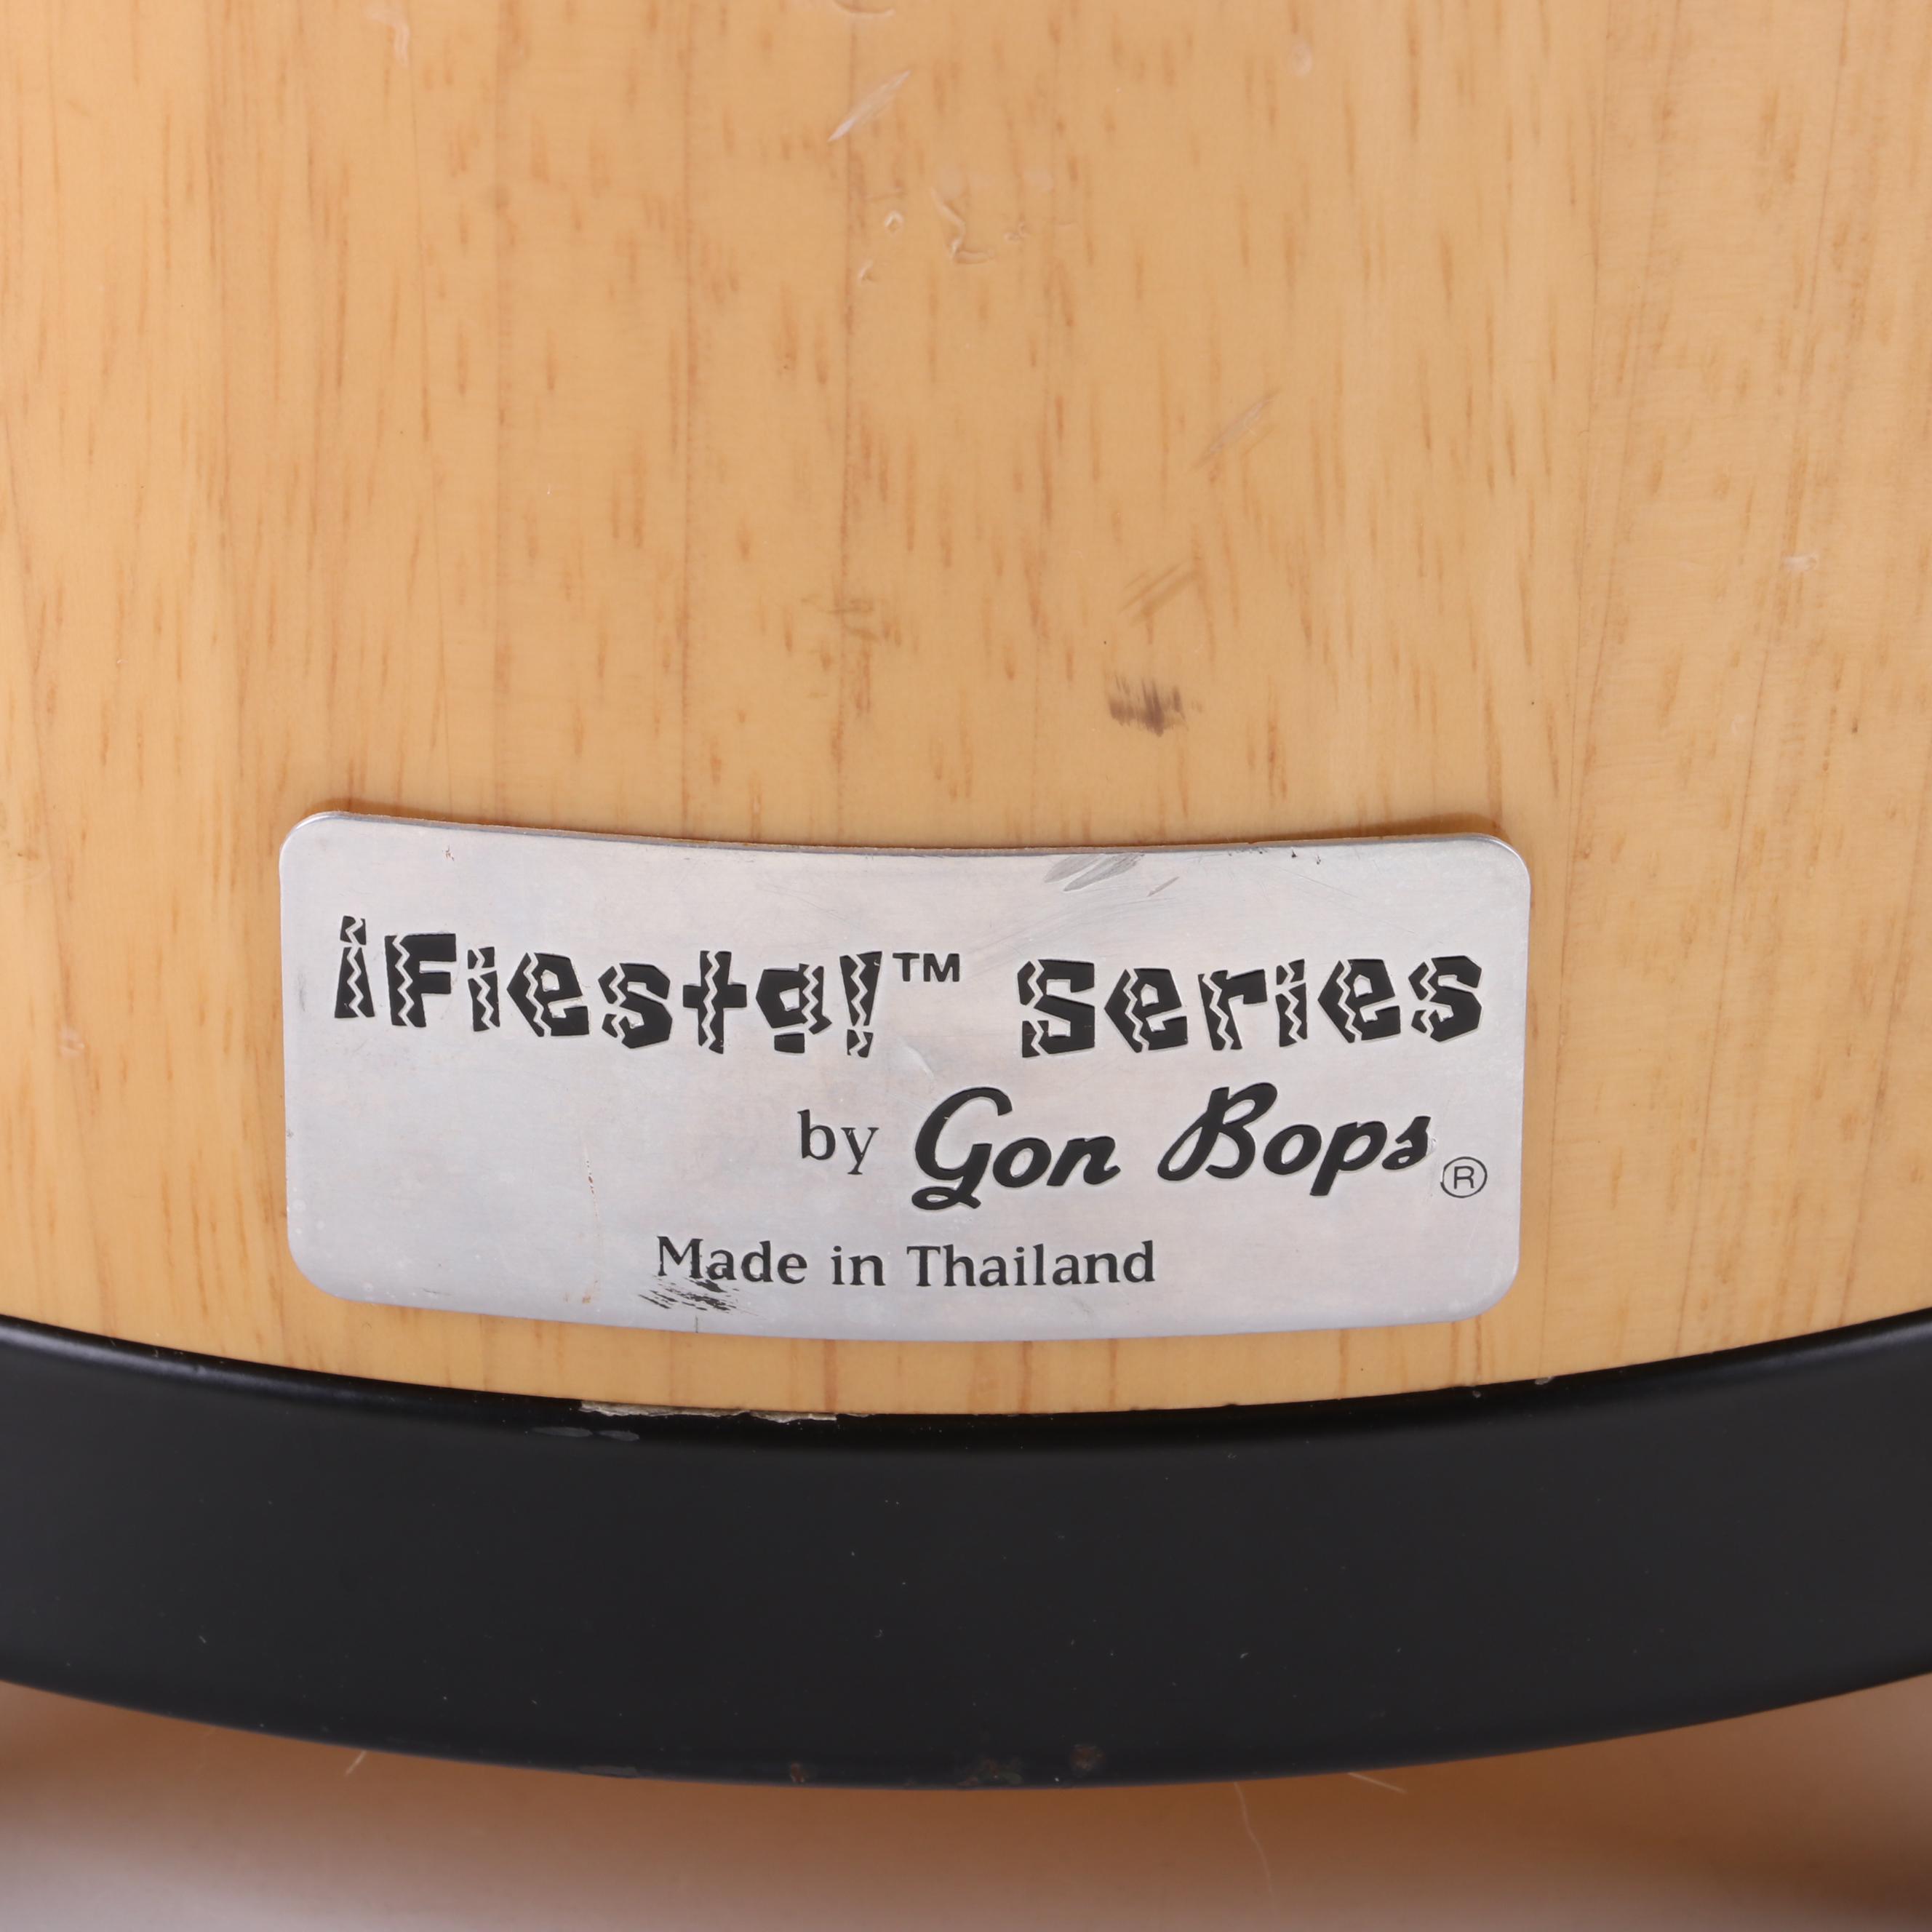 ¡Fiesta!™ Series
by Gon Bops®
Made in Thailand